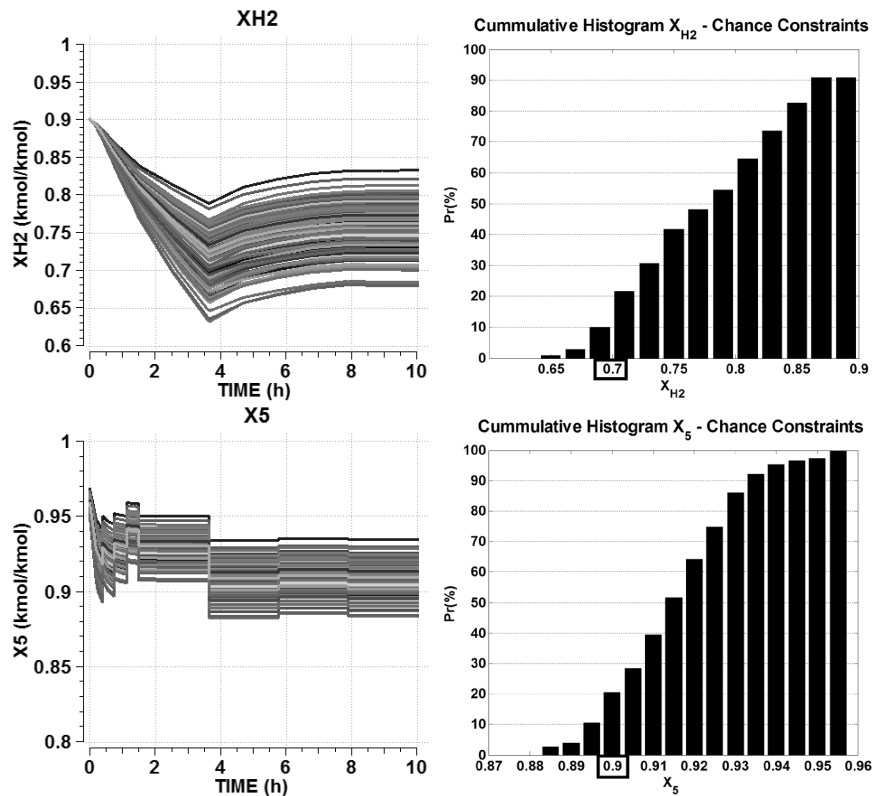 XH2
1
0.95
0.9
0.85
0.8
0.75
0.7
0.65
0.6
XH2 (kmol/kmol)
0 2 4 6 8 10
TIME (h)
Cummulative Histogram X_H2 - Chance Constraints
100
90
80
70
60
50
40
30
20
10
0
Pr(%)
0.65 0.7 0.75 0.8 0.85 0.9
X_H2
X5
1
0.95
0.9
0.85
0.8
X5 (kmol/kmol)
0 2 4 6 8 10
TIME (h)
Cummulative Histogram X_5 - Chance Constraints
100
90
80
70
60
50
40
30
20
10
0
Pr(%)
0.87 0.88 0.89 0.9 0.91 0.92 0.93 0.94 0.95 0.96
X_5